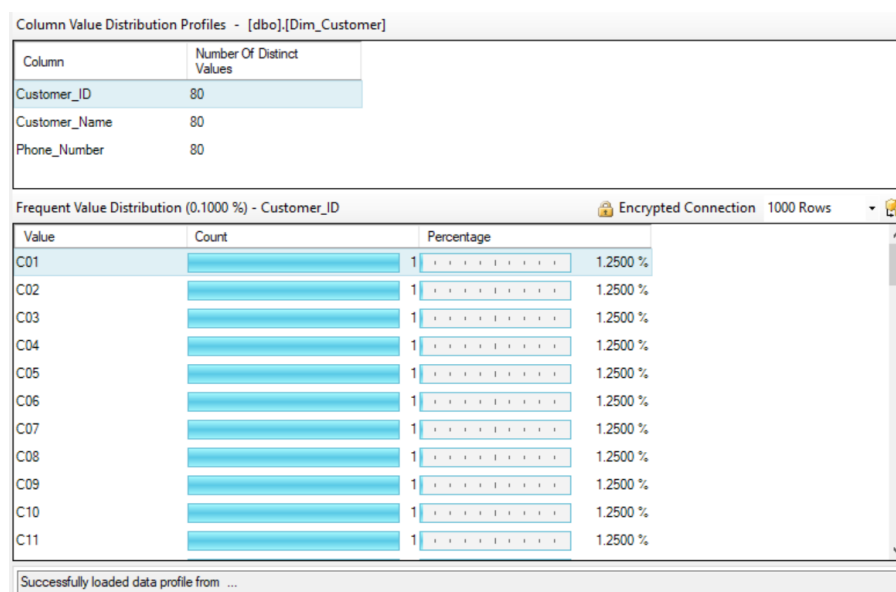 Column Value Distribution Profiles - [dbo].[Dim_Customer]
Column Number Of Distinct Values
Customer_ID 80
Customer_Name 80
Phone_Number 80
Frequent Value Distribution (0.1000 %) - Customer_ID Encrypted Connection 1000 Rows
Value Count Percentage
C01 1 1.2500 %
C02 1 1.2500 %
C03 1 1.2500 %
C04 1 1.2500 %
C05 1 1.2500 %
C06 1 1.2500 %
C07 1 1.2500 %
C08 1 1.2500 %
C09 1 1.2500 %
C10 1 1.2500 %
C11 1 1.2500 %
Successfully loaded data profile from ...